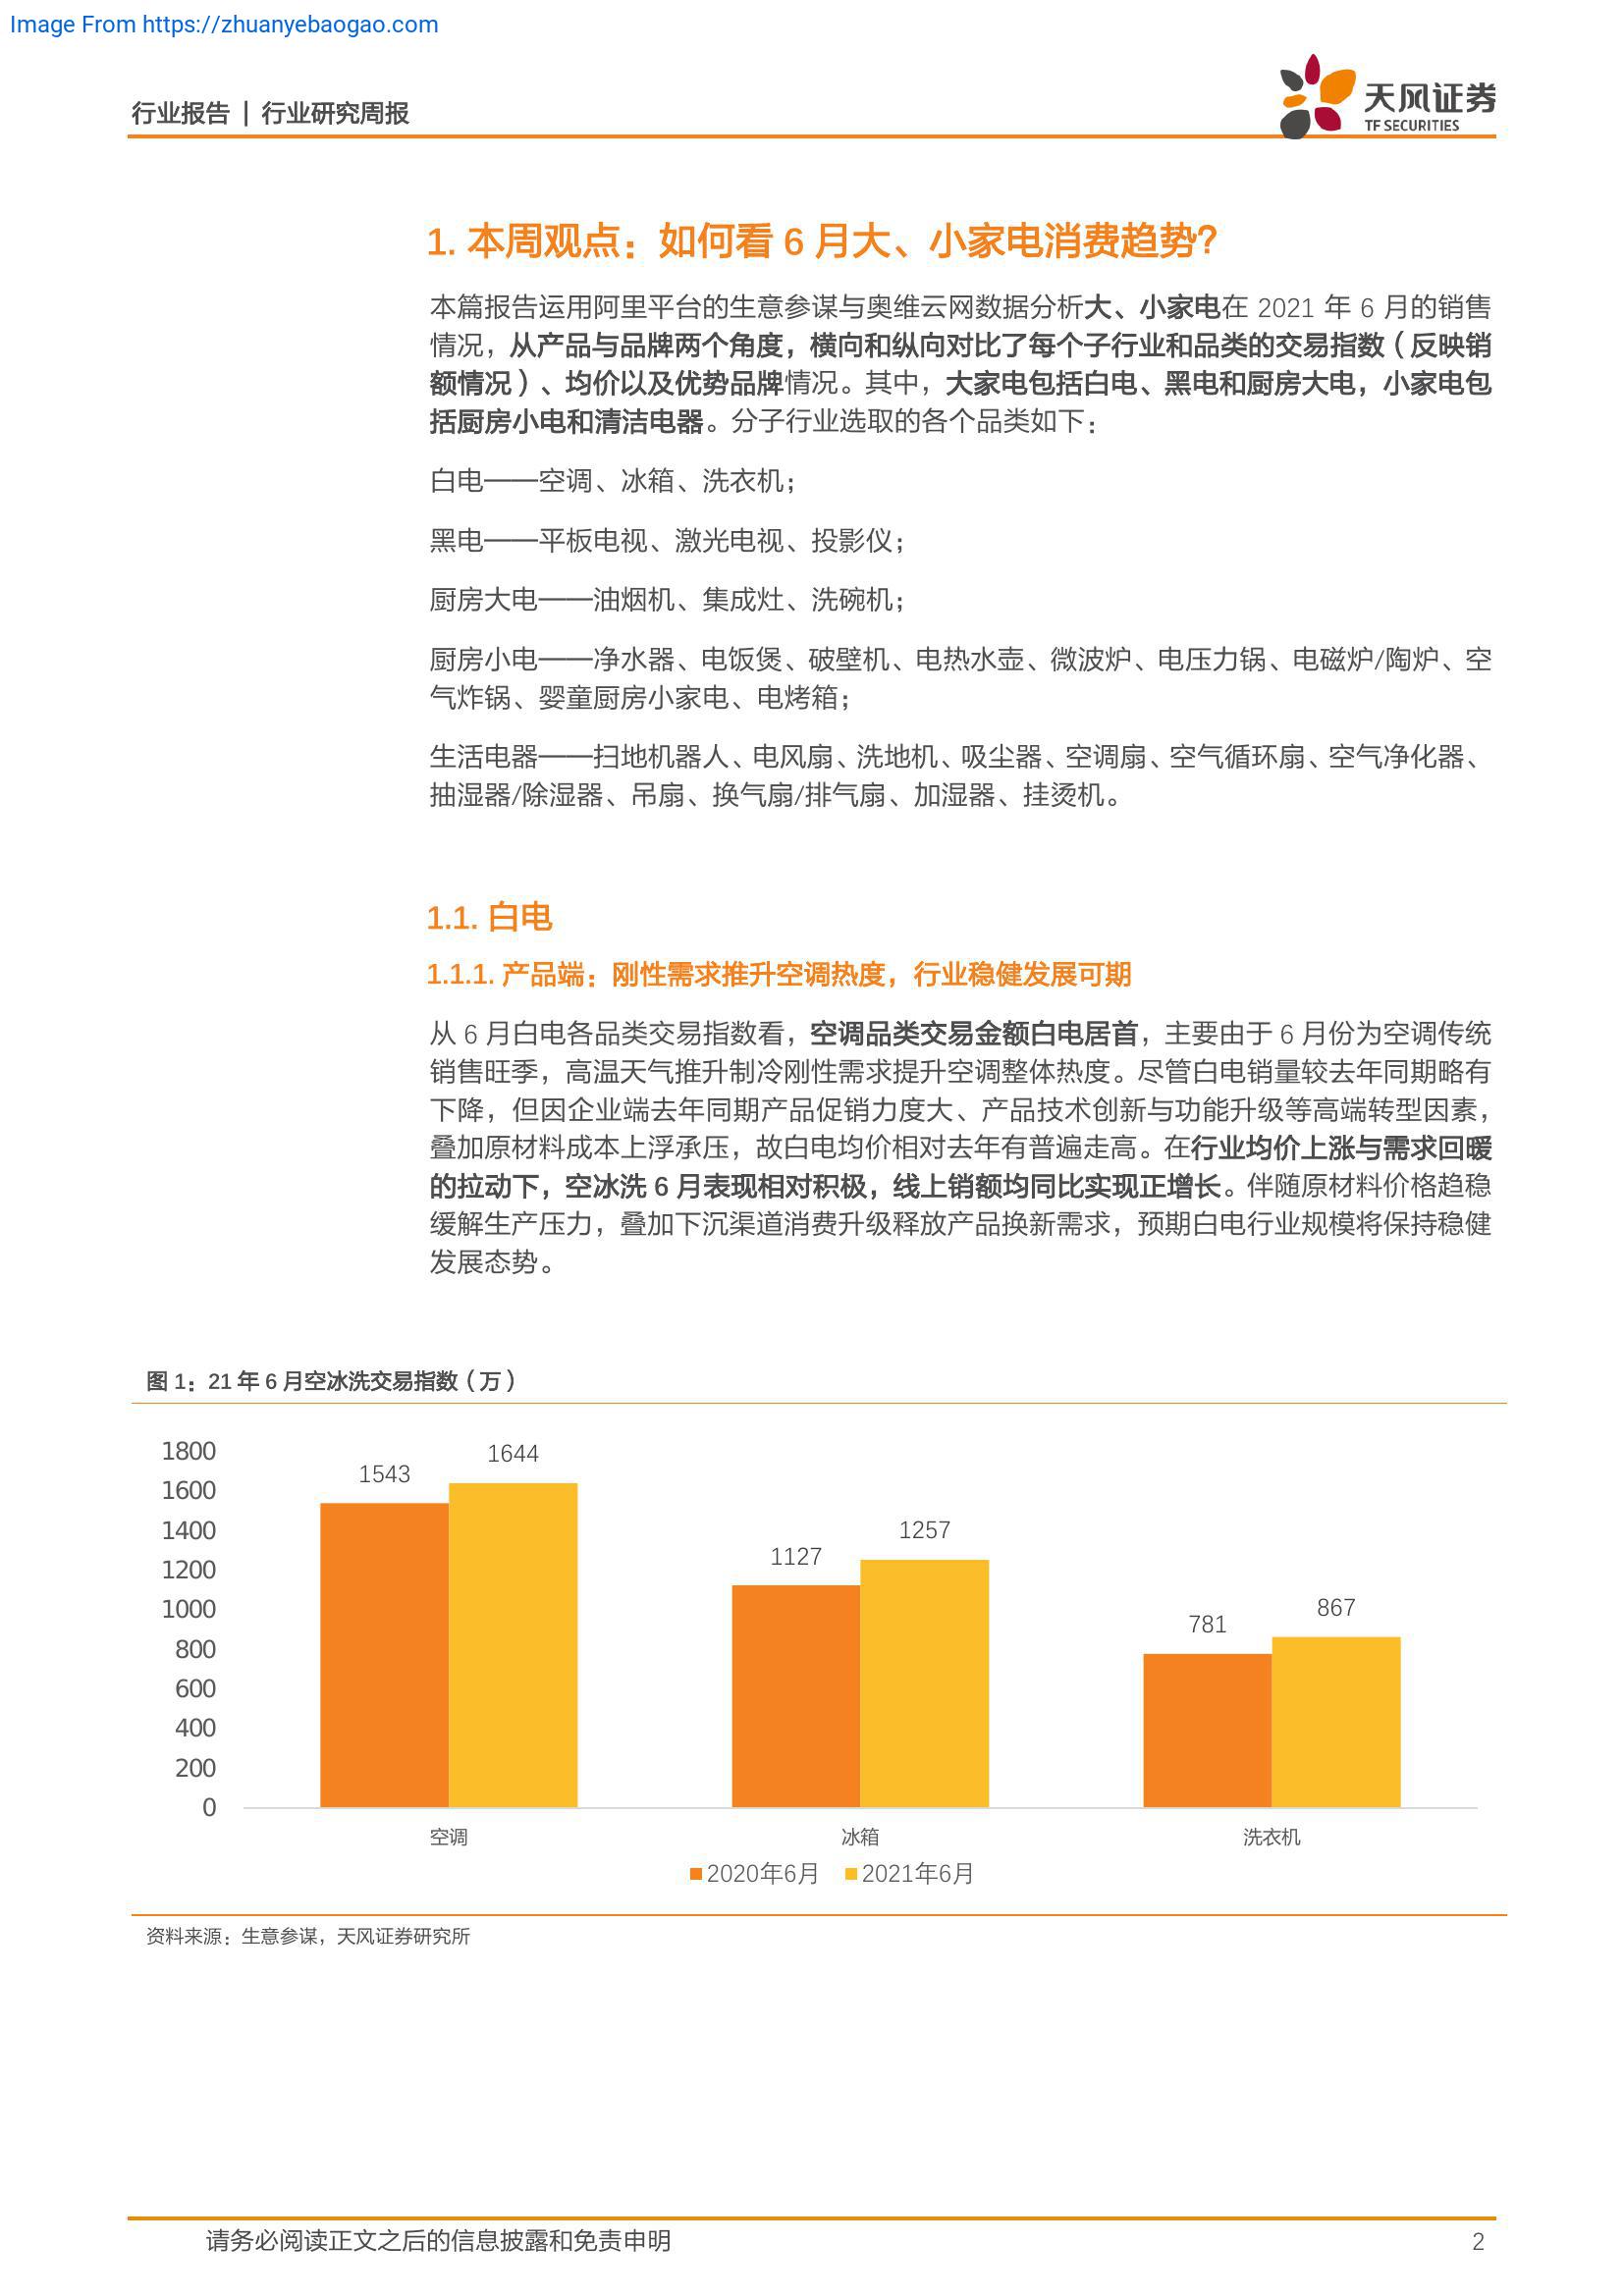 Image From https://zhuanyebaogao.com
行业报告 | 行业研究周报
天风证券
TF SECURITIES
1. 本周观点：如何看 6 月大、小家电消费趋势？
本篇报告运用阿里平台的生意参谋与奥维云网数据分析大、小家电在 2021 年 6 月的销售
情况，从产品与品牌两个角度，横向和纵向对比了每个子行业和品类的交易指数（反映销
额情况）、均价以及优势品牌情况。其中，大家电包括白电、黑电和厨房大电，小家电包
括厨房小电和清洁电器。分子行业选取的各个品类如下：
白电——空调、冰箱、洗衣机；
黑电——平板电视、激光电视、投影仪；
厨房大电——油烟机、集成灶、洗碗机；
厨房小电——净水器、电饭煲、破壁机、电热水壶、微波炉、电压力锅、电磁炉/陶炉、空
气炸锅、婴童厨房小家电、电烤箱；
生活电器——扫地机器人、电风扇、洗地机、吸尘器、空调扇、空气循环扇、空气净化器、
抽湿器/除湿器、吊扇、换气扇/排气扇、加湿器、挂烫机。
1.1. 白电
1.1.1. 产品端：刚性需求推升空调热度，行业稳健发展可期
从 6 月白电各品类交易指数看，空调品类交易金额白电居首，主要由于 6 月份为空调传统
销售旺季，高温天气推升制冷刚性需求提升空调整体热度。尽管白电销量较去年同期略有
下降，但因企业端去年同期产品促销力度大、产品技术创新与功能升级等高端转型因素，
叠加原材料成本上浮承压，故白电均价相对去年有普遍走高。在行业均价上涨与需求回暖
的拉动下，空冰洗 6 月表现相对积极，线上销额均同比实现正增长。伴随原材料价格趋稳
缓解生产压力，叠加下沉渠道消费升级释放产品换新需求，预期白电行业规模将保持稳健
发展态势。
图 1：21 年 6 月空冰洗交易指数（万）
1800
1600
1400
1200
1000
800
600
400
200
0
1543
1644
1127
1257
781
867
空调
冰箱
洗衣机
2020年6月 2021年6月
资料来源：生意参谋，天风证券研究所
请务必阅读正文之后的信息披露和免责申明
2